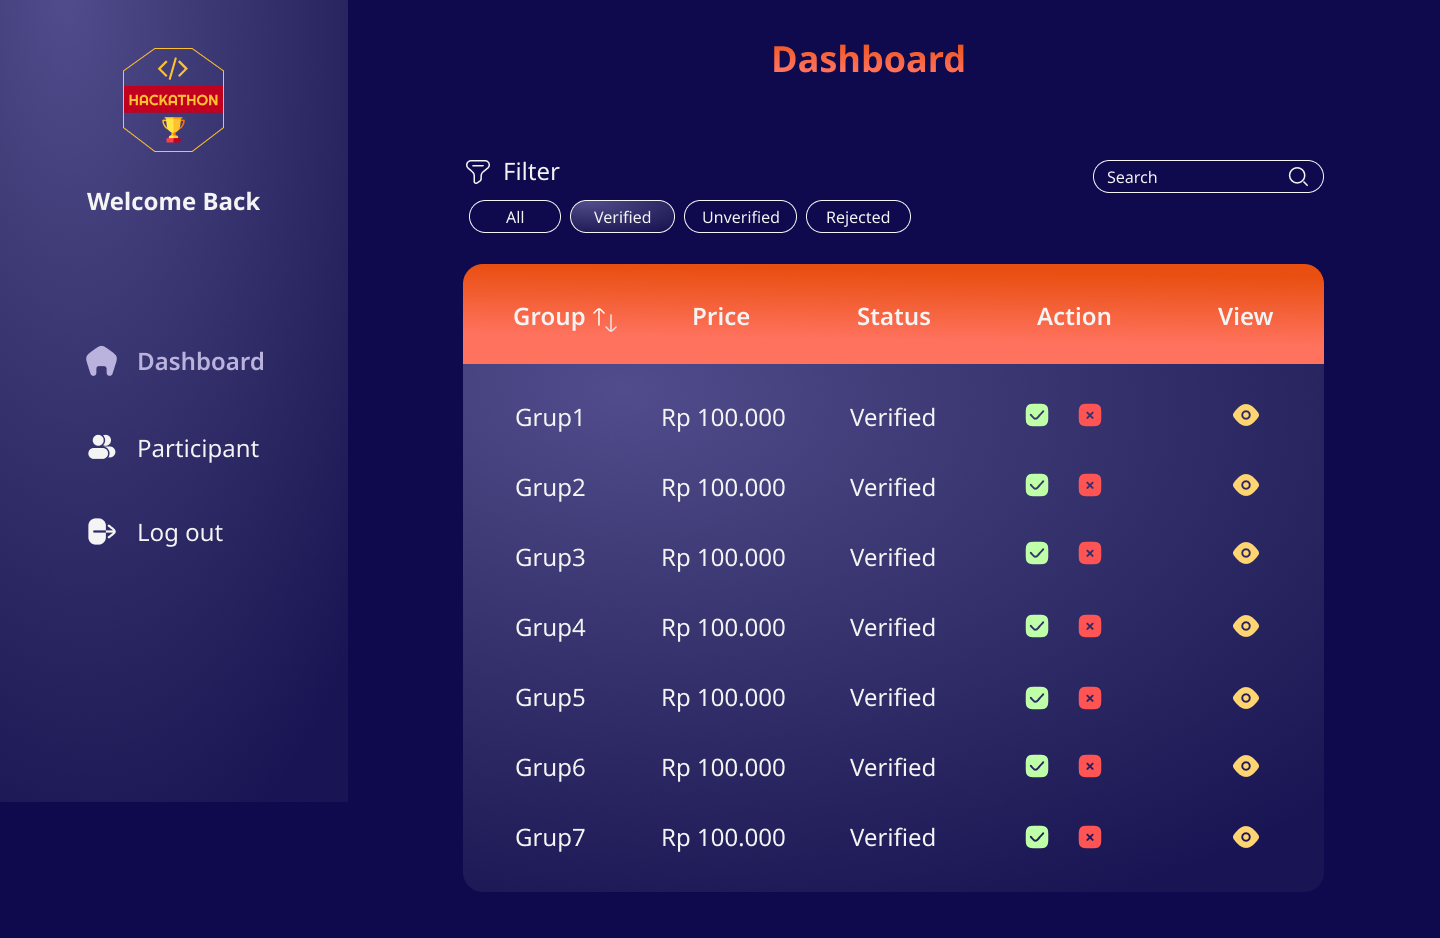 HACKATHON
Welcome Back
Dashboard
Participant
Log out
Dashboard
Filter
Search
All Verified Unverified Rejected
Group Price Status Action View
Grup1 Rp 100.000 Verified
Grup2 Rp 100.000 Verified
Grup3 Rp 100.000 Verified
Grup4 Rp 100.000 Verified
Grup5 Rp 100.000 Verified
Grup6 Rp 100.000 Verified
Grup7 Rp 100.000 Verified